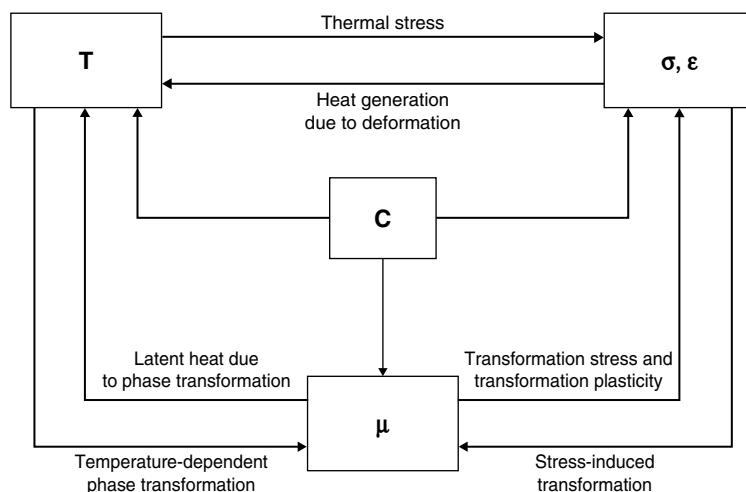 Thermal stress
T
σ, ε
Heat generation
due to deformation
C
Latent heat due
to phase transformation
Transformation stress and
transformation plasticity
μ
Temperature-dependent
phase transformation
Stress-induced
transformation